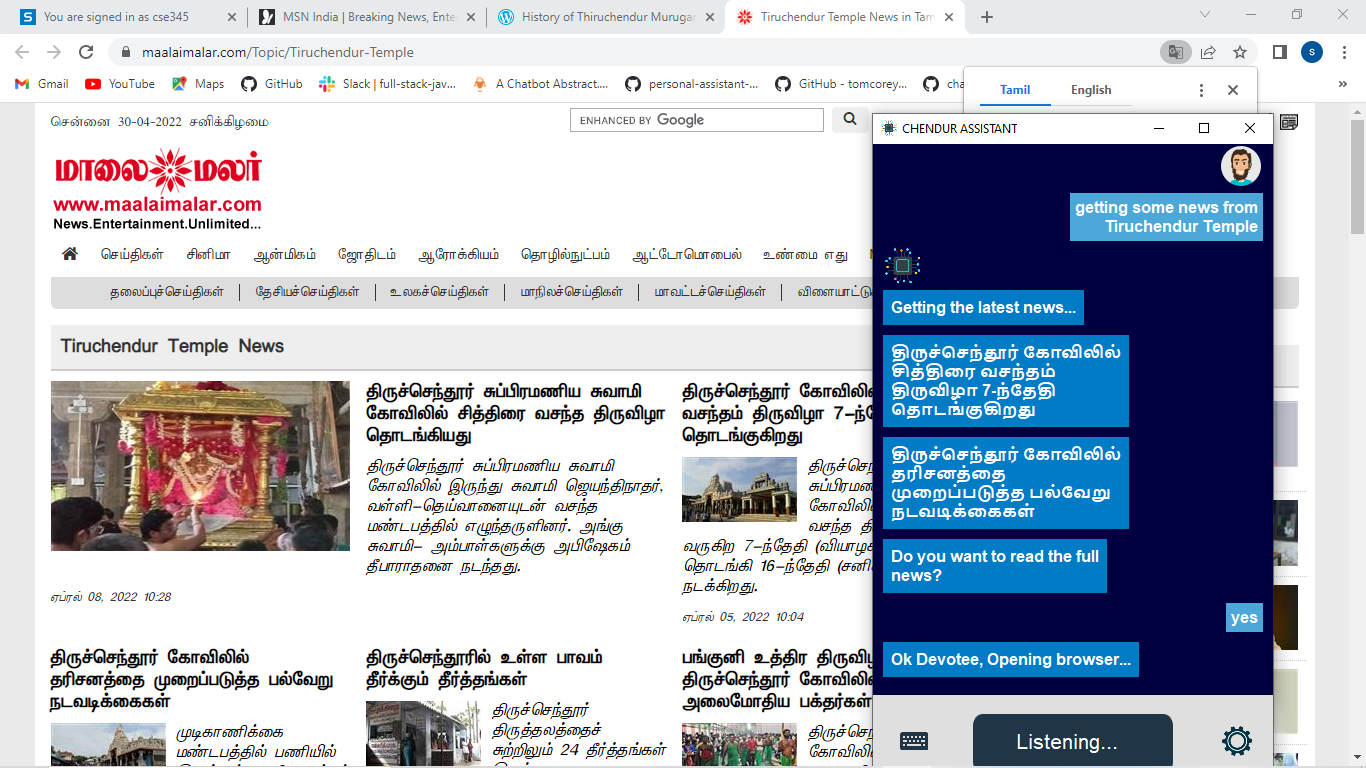 You are signed in as cse345
MSN India | Breaking News, Ente
History of Thiruchendur Muruga
Tiruchendur Temple News in Tam
maalaimalar.com/Topic/Tiruchendur-Temple
S
Gmail
YouTube
Maps
GitHub
Slack | full-stack-jav...
A Chatbot Abstract....
personal-assistant-...
GitHub - tomcorey...
cha
»
Tamil
English
சென்னை 30-04-2022 சனிக்கிழமை
ENHANCED BY Google
மாலை மலர்
www.maalaimalar.com
News.Entertainment.Unlimited...
செய்திகள்
சினிமா
ஆன்மிகம்
ஜோதிடம்
ஆரோக்கியம்
தொழில்நுட்பம்
ஆட்டோமொபைல்
உண்மை எது
தலைப்புச்செய்திகள்
தேசியச்செய்திகள்
உலகச்செய்திகள்
மாநிலச்செய்திகள்
மாவட்டச்செய்திகள்
விளையாட்டு
Tiruchendur Temple News
திருச்செந்தூர் சுப்பிரமணிய சுவாமி
கோவிலில் சித்திரை வசந்த திருவிழா
தொடங்கியது
திருச்செந்தூர் சுப்பிரமணிய சுவாமி
கோவிலில் இருந்து சுவாமி ஜெயந்திநாதர்,
வள்ளி-தெய்வானையுடன் வசந்த
மண்டபத்தில் எழுந்தருளினர். அங்கு
சுவாமி- அம்பாள்களுக்கு அபிஷேகம்
தீபாராதனை நடந்தது.
ஏப்ரல் 08, 2022 10:28
திருச்செந்தூர் கோவிலில்
வசந்தம் திருவிழா 7-ந்தே
தொடங்குகிறது
திருச்செந்
சுப்பிரமணி
கோவிலில்
வசந்த தி
வருகிற 7-ந்தேதி (வியாழக்
தொடங்கி 16-ந்தேதி (சனி
நடக்கிறது.
ஏப்ரல் 05, 2022 10:04
திருச்செந்தூர் கோவிலில்
தரிசனத்தை முறைப்படுத்த பல்வேறு
நடவடிக்கைகள்
முடிகாணிக்கை
மண்டபத்தில் பணியில்
திருச்செந்தூரில் உள்ள பாவம்
தீர்க்கும் தீர்த்தங்கள்
திருச்செந்தூர்
திருத்தலத்தைச்
சுற்றிலும் 24 தீர்த்தங்கள்
பங்குனி உத்திர திருவிழ
திருச்செந்தூர் கோவிலி
அலைமோதிய பக்தர்கள்
திருச்செந்
கோவிலி
CHENDUR ASSISTANT
getting some news from
Tiruchendur Temple
Getting the latest news...
திருச்செந்தூர் கோவிலில்
சித்திரை வசந்தம்
திருவிழா 7-ந்தேதி
தொடங்குகிறது
திருச்செந்தூர் கோவிலில்
தரிசனத்தை
முறைப்படுத்த பல்வேறு
நடவடிக்கைகள்
Do you want to read the full
news?
yes
Ok Devotee, Opening browser...
Listening...